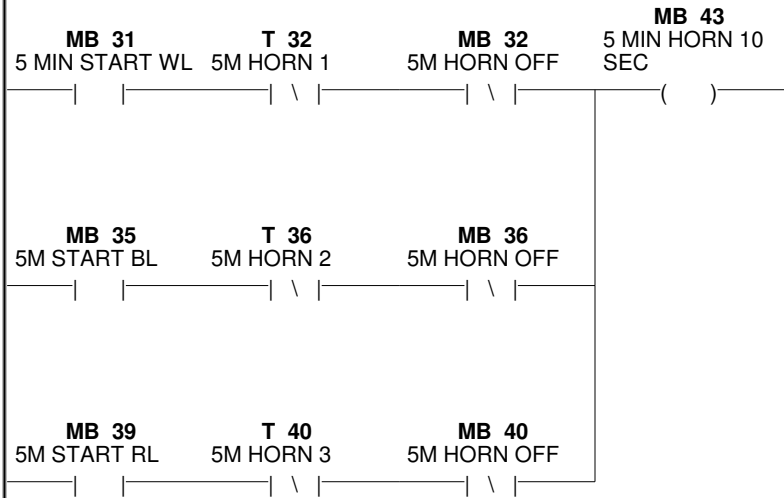 MB 43
MB 31 T 32 MB 32 5 MIN HORN 10
5 MIN START WL 5M HORN 1 5M HORN OFF SEC
MB 35 T 36 MB 36
5M START BL 5M HORN 2 5M HORN OFF
MB 39 T 40 MB 40
5M START RL 5M HORN 3 5M HORN OFF